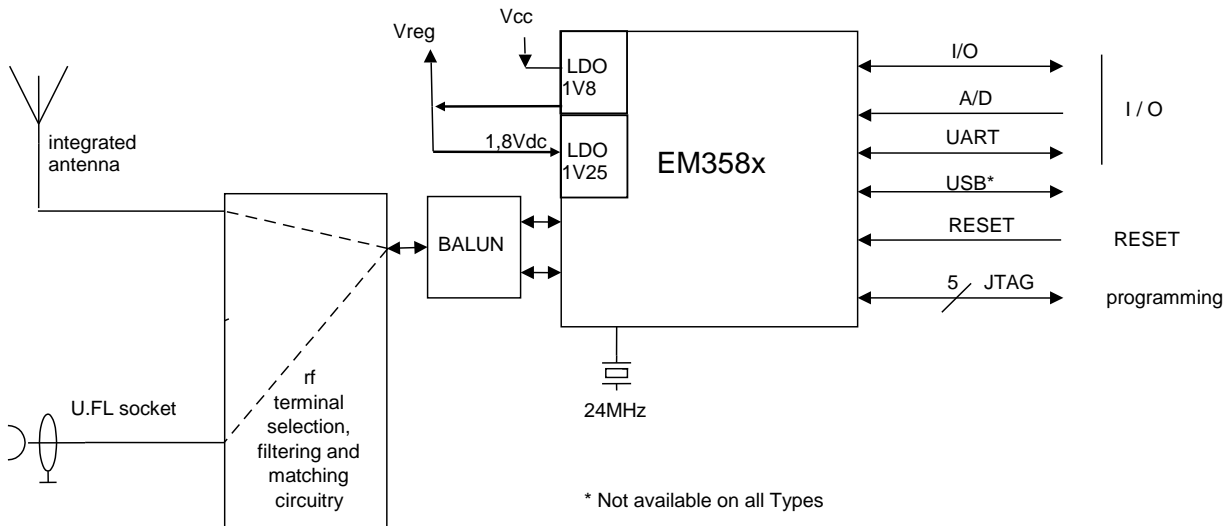 Vcc
Vreg
LDO
1V8
1,8Vdc
LDO
1V25
EM358x
integrated
antenna
BALUN
I/O
A/D
UART
USB*
RESET
5 JTAG
I / O
RESET
programming
24MHz
U.FL socket
rf
terminal
selection,
filtering and
matching
circuitry
* Not available on all Types